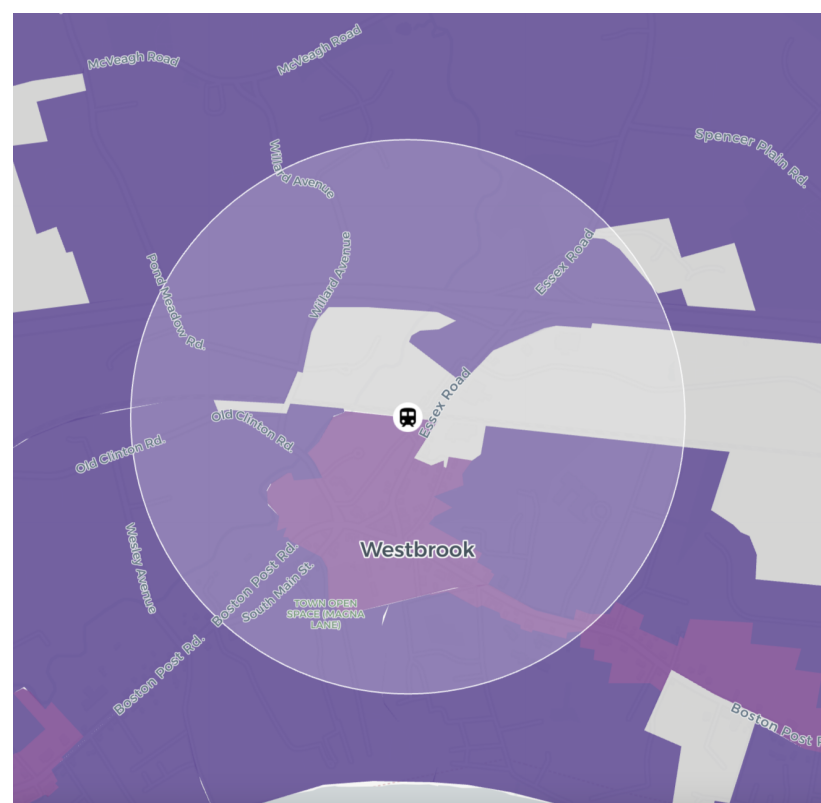 McVeagh Road
McVeagh Road
Spencer Plain Rd.
Willard Avenue
Willard Avenue
Essex Road
Pond Meadow Rd.
Essex Road
Old Clinton Rd.
Old Clinton Rd.
Westbrook
Wesley Avenue
Boston Post Rd.
South Main St.
TOWN OPEN
SPACE (MAGNA
LANE)
Boston Post Rd.
Boston Post R